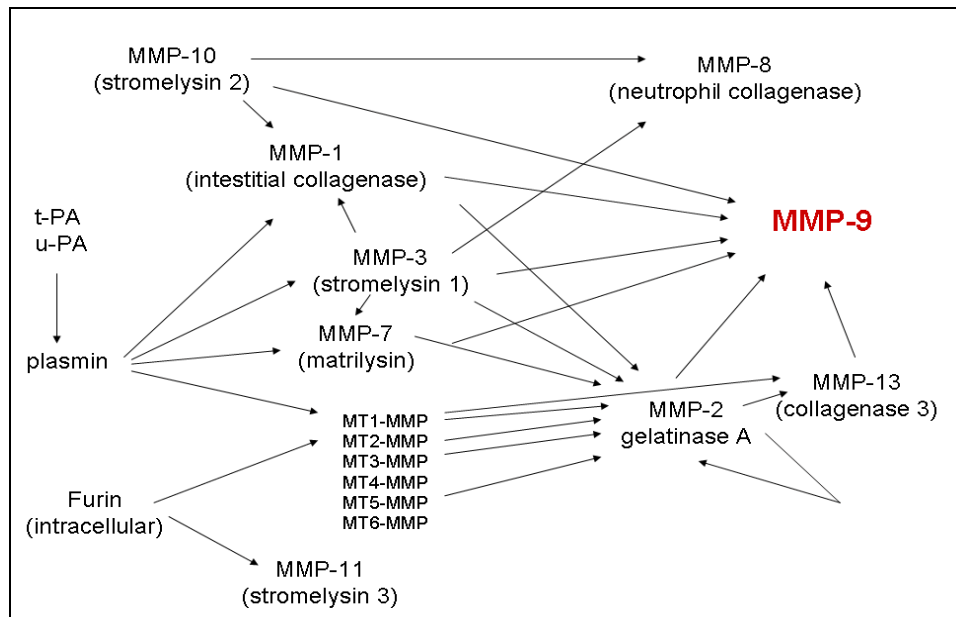 MMP-10
(stromelysin 2)
MMP-8
(neutrophil collagenase)
MMP-1
(intestitial collagenase)
t-PA
u-PA
MMP-9
MMP-3
(stromelysin 1)
MMP-7
(matrilysin)
plasmin
MMP-13
(collagenase 3)
MMP-2
gelatinase A
MT1-MMP
MT2-MMP
MT3-MMP
MT4-MMP
MT5-MMP
MT6-MMP
Furin
(intracellular)
MMP-11
(stromelysin 3)